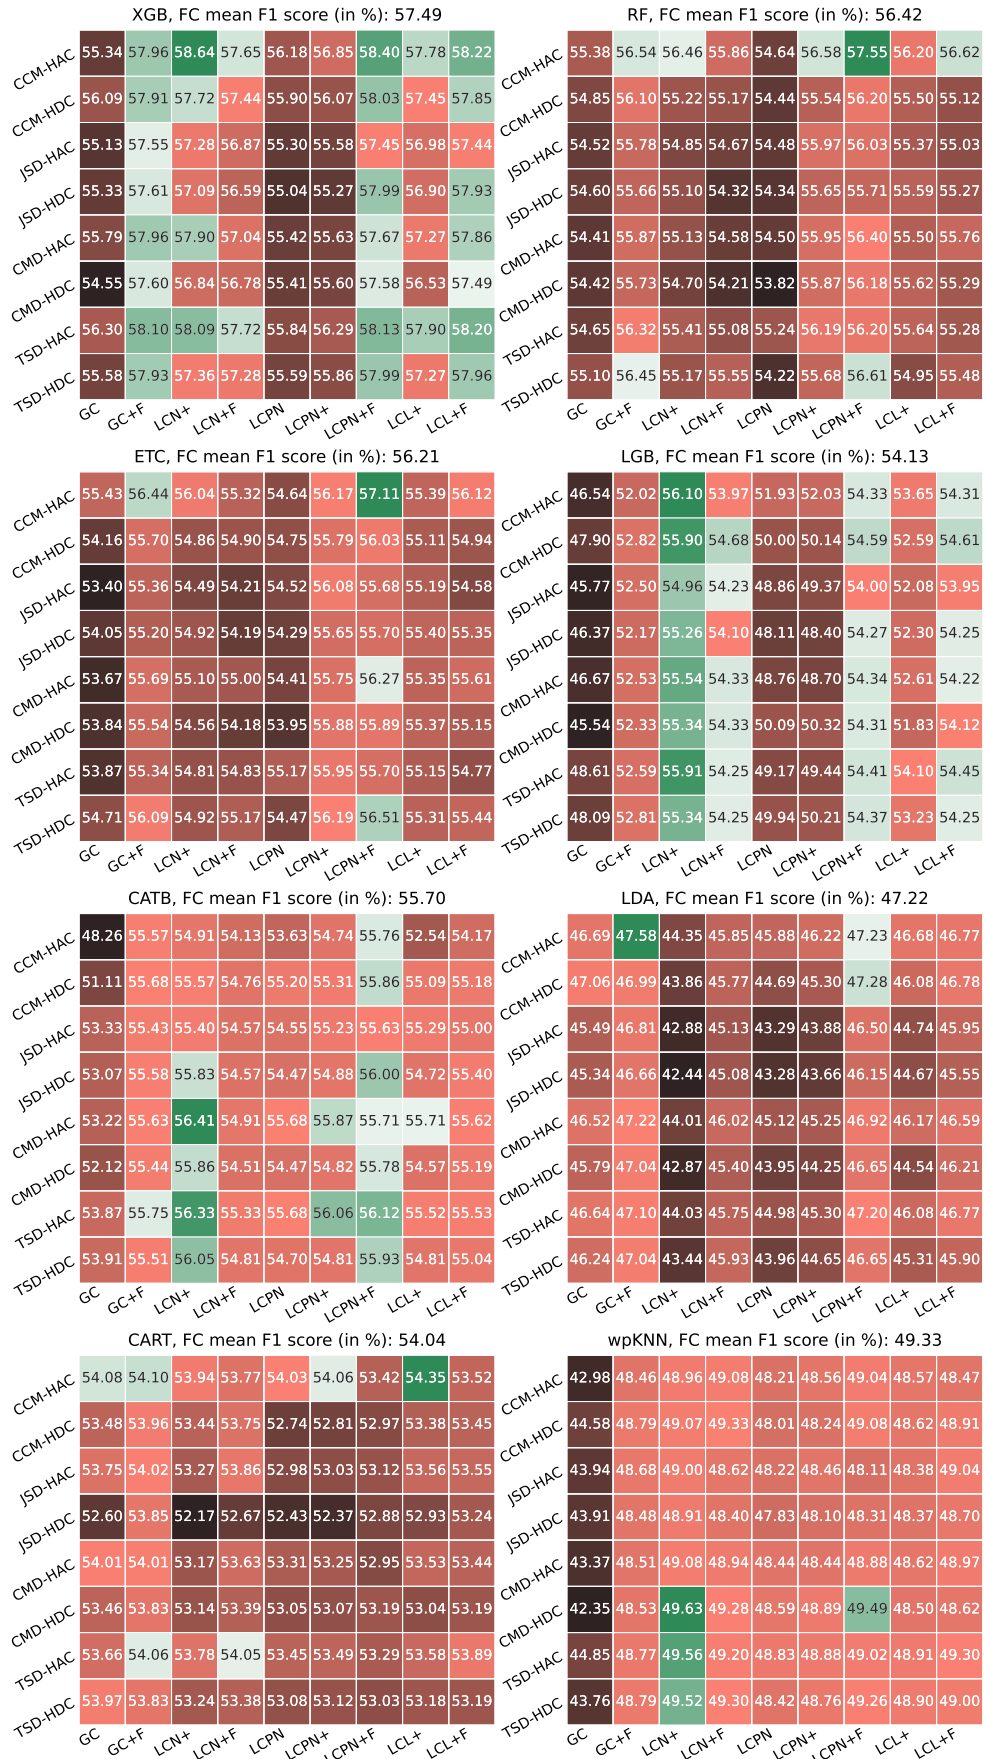 XGB, FC mean F1 score (in %): 57.49
CCM-HAC 55.34 57.96 58.64 57.65 56.18 56.85 58.40 57.78 58.22
CCM-HDC 56.09 57.91 57.72 57.44 55.90 56.07 58.03 57.45 57.85
JSD-HAC 55.13 57.55 57.28 56.87 55.30 55.58 57.45 56.98 57.44
JSD-HDC 55.33 57.61 57.09 56.59 55.04 55.27 57.99 56.90 57.93
CMD-HAC 55.79 57.96 57.90 57.04 55.42 55.63 57.67 57.27 57.86
CMD-HDC 54.55 57.60 56.84 56.78 55.41 55.60 57.58 56.53 57.49
TSD-HAC 56.30 58.10 58.09 57.72 55.84 56.29 58.13 57.90 58.20
TSD-HDC 55.58 57.93 57.36 57.28 55.59 55.86 57.99 57.27 57.96
GC GC+F LCN+ LCN+F LCPN LCPN+ LCPN+F LCL+ LCL+F
RF, FC mean F1 score (in %): 56.42
CCM-HAC 55.38 56.54 56.46 55.86 54.64 56.58 57.55 56.20 56.62
CCM-HDC 54.85 56.10 55.22 55.17 54.44 55.54 56.20 55.50 55.12
JSD-HAC 54.52 55.78 54.85 54.67 54.48 55.97 56.03 55.37 55.03
JSD-HDC 54.60 55.66 55.10 54.32 54.34 55.65 55.71 55.59 55.27
CMD-HAC 54.41 55.87 55.13 54.58 54.50 55.95 56.40 55.50 55.76
CMD-HDC 54.42 55.73 54.70 54.21 53.82 55.87 56.18 55.62 55.29
TSD-HAC 54.65 56.32 55.41 55.08 55.24 56.19 56.20 55.64 55.28
TSD-HDC 55.10 56.45 55.17 55.55 54.22 55.68 56.61 54.95 55.48
GC GC+F LCN+ LCN+F LCPN LCPN+ LCPN+F LCL+ LCL+F
ETC, FC mean F1 score (in %): 56.21
CCM-HAC 55.43 56.44 56.04 55.32 54.64 56.17 57.11 55.39 56.12
CCM-HDC 54.16 55.70 54.86 54.90 54.75 55.79 56.03 55.11 54.94
JSD-HAC 53.40 55.36 54.49 54.21 54.52 56.08 55.68 55.19 54.58
JSD-HDC 54.05 55.20 54.92 54.19 54.29 55.65 55.70 55.40 55.35
CMD-HAC 53.67 55.69 55.10 55.00 54.41 55.75 56.27 55.35 55.61
CMD-HDC 53.84 55.54 54.56 54.18 53.95 55.88 55.89 55.37 55.15
TSD-HAC 53.87 55.34 54.81 54.83 55.17 55.95 55.70 55.15 54.77
TSD-HDC 54.71 56.09 54.92 55.17 54.47 56.19 56.51 55.31 55.44
GC GC+F LCN+ LCN+F LCPN LCPN+ LCPN+F LCL+ LCL+F
LGB, FC mean F1 score (in %): 54.13
CCM-HAC 46.54 52.02 56.10 53.97 51.93 52.03 54.33 53.65 54.31
CCM-HDC 47.90 52.82 55.90 54.68 50.00 50.14 54.59 52.59 54.61
JSD-HAC 45.77 52.50 54.96 54.23 48.86 49.37 54.00 52.08 53.95
JSD-HDC 46.37 52.17 55.26 54.10 48.11 48.40 54.27 52.30 54.25
CMD-HAC 46.67 52.53 55.54 54.33 48.76 48.70 54.34 52.61 54.22
CMD-HDC 45.54 52.33 55.34 54.33 50.09 50.32 54.31 51.83 54.12
TSD-HAC 48.61 52.59 55.91 54.25 49.17 49.44 54.41 54.10 54.45
TSD-HDC 48.09 52.81 55.34 54.25 49.94 50.21 54.37 53.23 54.25
GC GC+F LCN+ LCN+F LCPN LCPN+ LCPN+F LCL+ LCL+F
CATB, FC mean F1 score (in %): 55.70
CCM-HAC 48.26 55.57 54.91 54.13 53.63 54.74 55.76 52.54 54.17
CCM-HDC 51.11 55.68 55.57 54.76 55.20 55.31 55.86 55.09 55.18
JSD-HAC 53.33 55.43 55.40 54.57 54.55 55.23 55.63 55.29 55.00
JSD-HDC 53.07 55.58 55.83 54.57 54.47 54.88 56.00 54.72 55.40
CMD-HAC 53.22 55.63 56.41 54.91 55.68 55.87 55.71 55.71 55.62
CMD-HDC 52.12 55.44 55.86 54.51 54.47 54.82 55.78 54.57 55.19
TSD-HAC 53.87 55.75 56.33 55.33 55.68 56.06 56.12 55.52 55.53
TSD-HDC 53.91 55.51 56.05 54.81 54.70 54.81 55.93 54.81 55.04
GC GC+F LCN+ LCN+F LCPN LCPN+ LCPN+F LCL+ LCL+F
LDA, FC mean F1 score (in %): 47.22
CCM-HAC 46.69 47.58 44.35 45.85 45.88 46.22 47.23 46.68 46.77
CCM-HDC 47.06 46.99 43.86 45.77 44.69 45.30 47.28 46.08 46.78
JSD-HAC 45.49 46.81 42.88 45.13 43.29 43.88 46.50 44.74 45.95
JSD-HDC 45.34 46.66 42.44 45.08 43.28 43.66 46.15 44.67 45.55
CMD-HAC 46.52 47.22 44.01 46.02 45.12 45.25 46.92 46.17 46.59
CMD-HDC 45.79 47.04 42.87 45.40 43.95 44.25 46.65 44.54 46.21
TSD-HAC 46.64 47.10 44.03 45.75 44.98 45.30 47.20 46.08 46.77
TSD-HDC 46.24 47.04 43.44 45.93 43.96 44.65 46.65 45.31 45.90
GC GC+F LCN+ LCN+F LCPN LCPN+ LCPN+F LCL+ LCL+F
CART, FC mean F1 score (in %): 54.04
CCM-HAC 54.08 54.10 53.94 53.77 54.03 54.06 53.42 54.35 53.52
CCM-HDC 53.48 53.96 53.44 53.75 52.74 52.81 52.97 53.38 53.45
JSD-HAC 53.75 54.02 53.27 53.86 52.98 53.03 53.12 53.56 53.55
JSD-HDC 52.60 53.85 52.17 52.67 52.43 52.37 52.88 52.93 53.24
CMD-HAC 54.01 54.01 53.17 53.63 53.31 53.25 52.95 53.53 53.44
CMD-HDC 53.46 53.83 53.14 53.39 53.05 53.07 53.19 53.04 53.19
TSD-HAC 53.66 54.06 53.78 54.05 53.45 53.49 53.29 53.58 53.89
TSD-HDC 53.97 53.83 53.24 53.38 53.08 53.12 53.03 53.18 53.19
GC GC+F LCN+ LCN+F LCPN LCPN+ LCPN+F LCL+ LCL+F
wpKNN, FC mean F1 score (in %): 49.33
CCM-HAC 42.98 48.46 48.96 49.08 48.21 48.56 49.04 48.57 48.47
CCM-HDC 44.58 48.79 49.07 49.33 48.01 48.24 49.08 48.62 48.91
JSD-HAC 43.94 48.68 49.00 48.62 48.22 48.46 48.11 48.38 49.04
JSD-HDC 43.91 48.48 48.91 48.40 47.83 48.10 48.31 48.37 48.70
CMD-HAC 43.37 48.51 49.08 48.94 48.44 48.44 48.88 48.62 48.97
CMD-HDC 42.35 48.53 49.63 49.28 48.59 48.89 49.49 48.50 48.62
TSD-HAC 44.85 48.77 49.56 49.20 48.83 48.88 49.02 48.91 49.30
TSD-HDC 43.76 48.79 49.52 49.30 48.42 48.76 49.26 48.90 49.00
GC GC+F LCN+ LCN+F LCPN LCPN+ LCPN+F LCL+ LCL+F